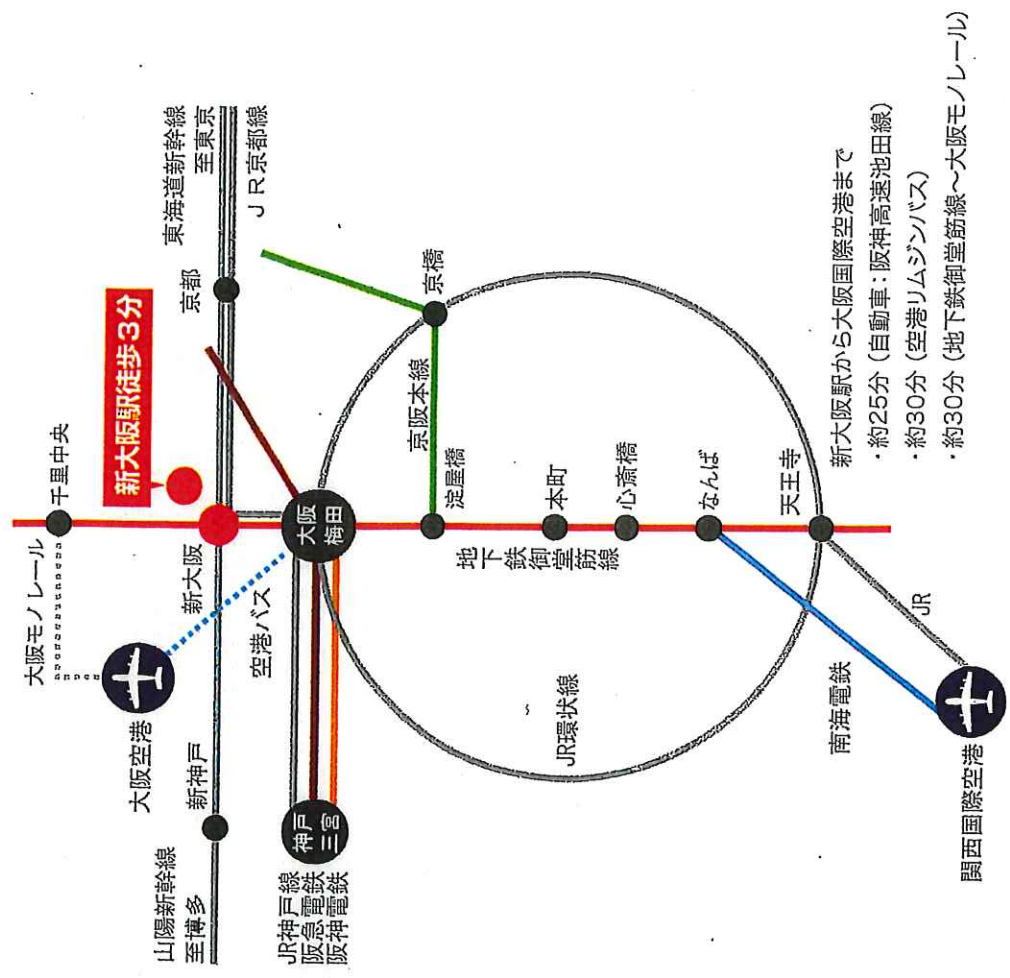 大阪モノレール
千里中央
新大阪駅徒歩3分
大阪空港
山陽新幹線
至博多
新神戸
新大阪
京都
東海道新幹線
至東京
JR京都線
空港バス
JR神戸線
阪急電鉄
阪神電鉄
神戸
三宮
大阪
梅田
京阪本線
京橋
淀屋橋
地下鉄御堂筋線
本町
心斎橋
JR環状線
なんば
天王寺
南海電鉄
JR
関西国際空港
新大阪駅から大阪国際空港まで
・約25分（自動車：阪神高速池田線）
・約30分（空港リムジンバス）
・約30分（地下鉄御堂筋線～大阪モノレール）